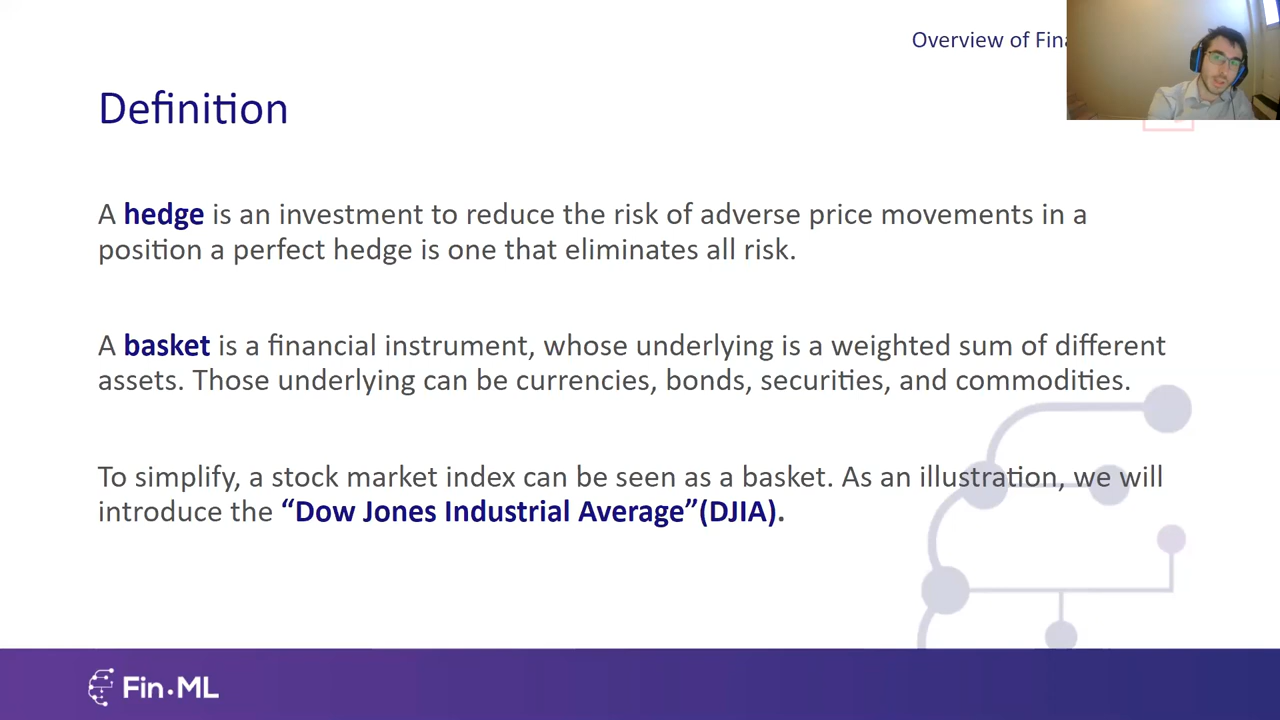 Overview of
Definition
A hedge is an investment to reduce the risk of adverse price movements in a
position a perfect hedge is one that eliminates all risk.
A basket is a financial instrument, whose underlying is a weighted sum of different
assets. Those underlying can be currencies, bonds, securities, and commodities.
To simplify, a stock market index can be seen as a basket. As an illustration, we will
introduce the “Dow Jones Industrial Average”(DJIA).
Fin.ML